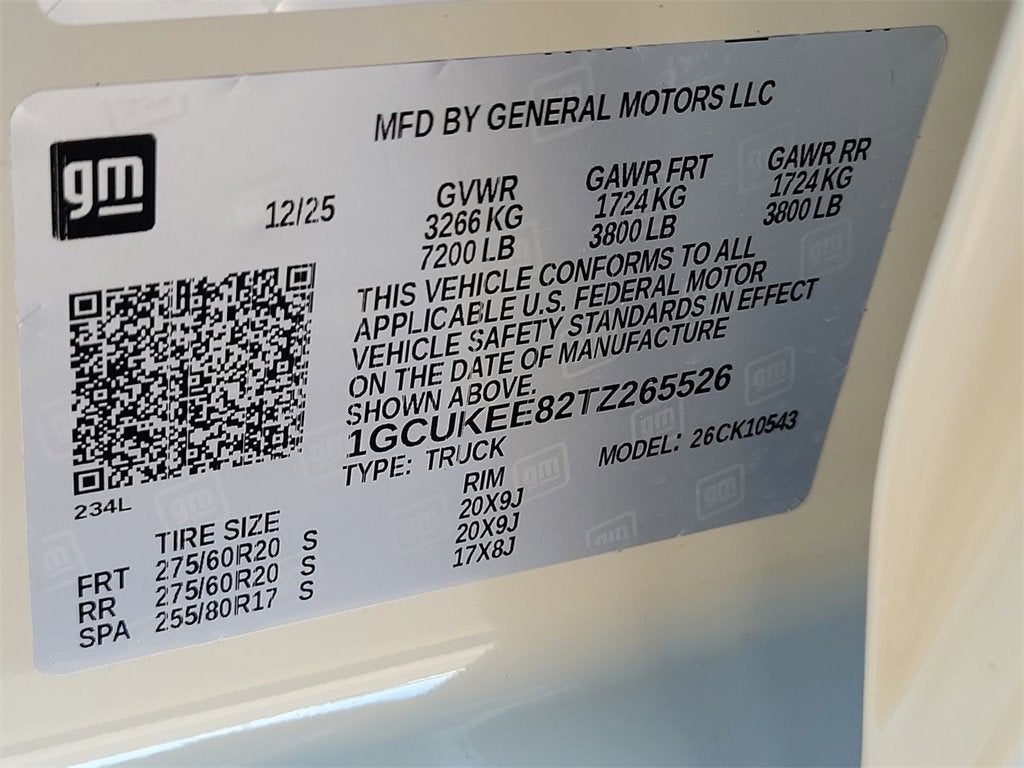 gm
MFD BY GENERAL MOTORS LLC
12/25
GVWR
3266 KG
7200 LB
GAWR FRT
1724 KG
3800 LB
GAWR RR
1724 KG
3800 LB
THIS VEHICLE CONFORMS TO ALL
APPLICABLE U.S. FEDERAL MOTOR
VEHICLE SAFETY STANDARDS IN EFFECT
ON THE DATE OF MANUFACTURE
SHOWN ABOVE.
1GCUKEE82TZ265526
TYPE: TRUCK
MODEL: 26CK10543
234L
TIRE SIZE RIM
FRT 275/60R20 S 20X9J
RR 275/60R20 S 20X9J
SPA 255/80R17 S 17X8J